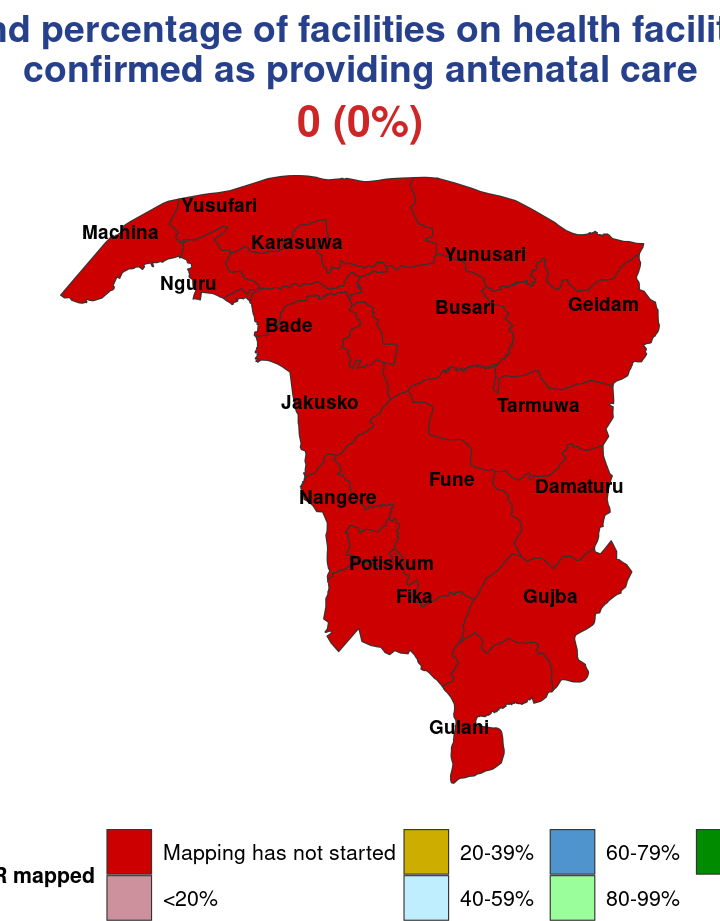 percentage of facilities on health
confirmed as providing antenatal care
0 (0%)
Yusufari
Machina
Karasuwa
Yunusari
Nguru
Geidam
Busari
Bade
Jakusko
Tarmuwa
Fune
Damaturu
Nangere
Potiskum
Fika
Gujba
Gulani
mapped
Mapping has not started
20-39%
60-79%
<20%
40-59%
80-99%